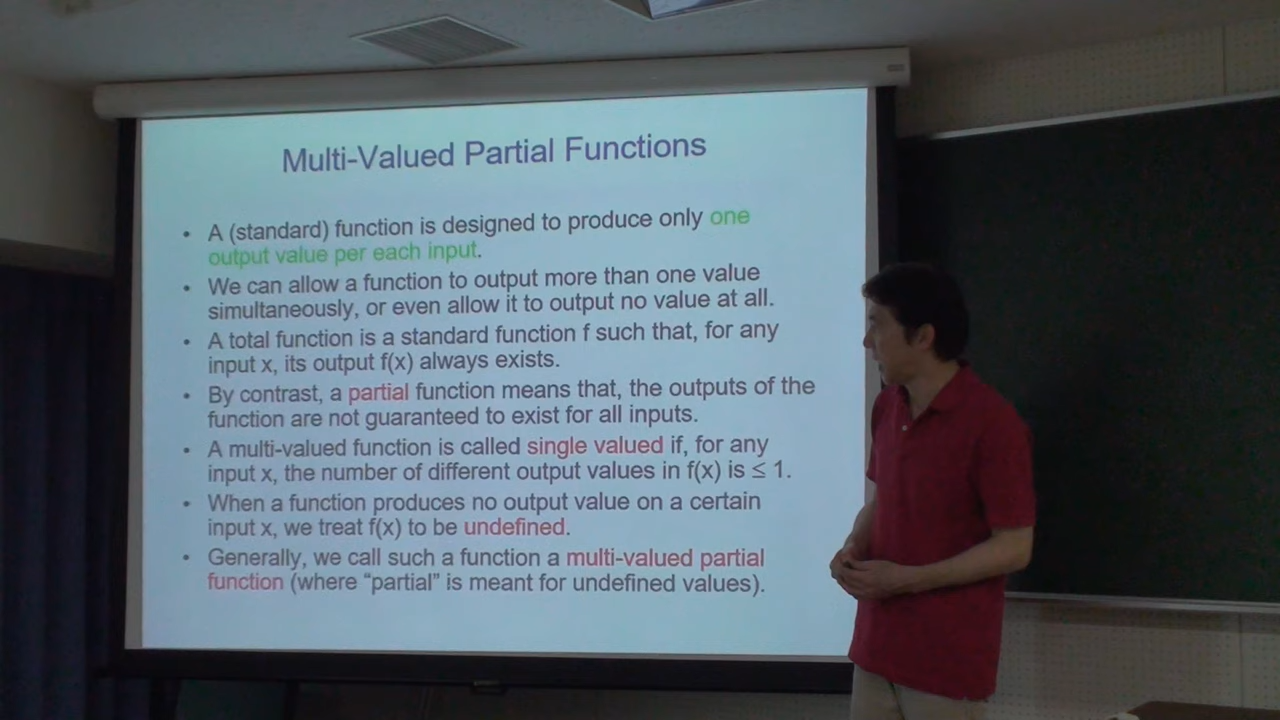 Multi-Valued Partial Functions
• A (standard) function is designed to produce only one
output value per each input.
• We can allow a function to output more than one value
simultaneously, or even allow it to output no value at all.
• A total function is a standard function f such that, for any
input x, its output f(x) always exists.
• By contrast, a partial function means that, the outputs of the
function are not guaranteed to exist for all inputs.
• A multi-valued function is called single valued if, for any
input x, the number of different output values in f(x) is ≤ 1.
• When a function produces no output value on a certain
input x, we treat f(x) to be undefined.
• Generally, we call such a function a multi-valued partial
function (where “partial” is meant for undefined values).